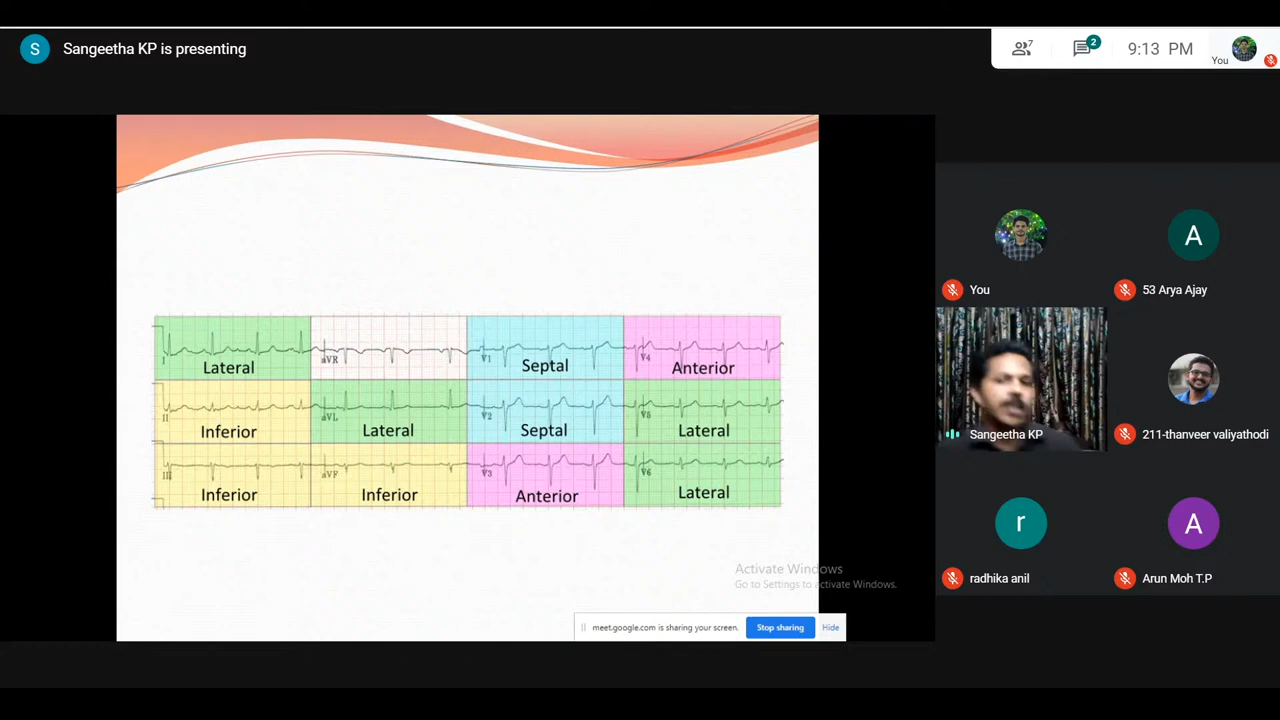 S Sangeetha KP is presenting
7
2
9:13 PM
You
I Lateral
aVR
V1 Septal
V4 Anterior
II Inferior
aVL Lateral
V2 Septal
V5 Lateral
III Inferior
aVF Inferior
V3 Anterior
V6 Lateral
Activate Windows
Go to Settings to activate Windows.
meet.google.com is sharing your screen. Stop sharing Hide
You
A
53 Arya Ajay
Sangeetha KP
211-thanveer valiyathodi
r
radhika anil
A
Arun Moh T.P